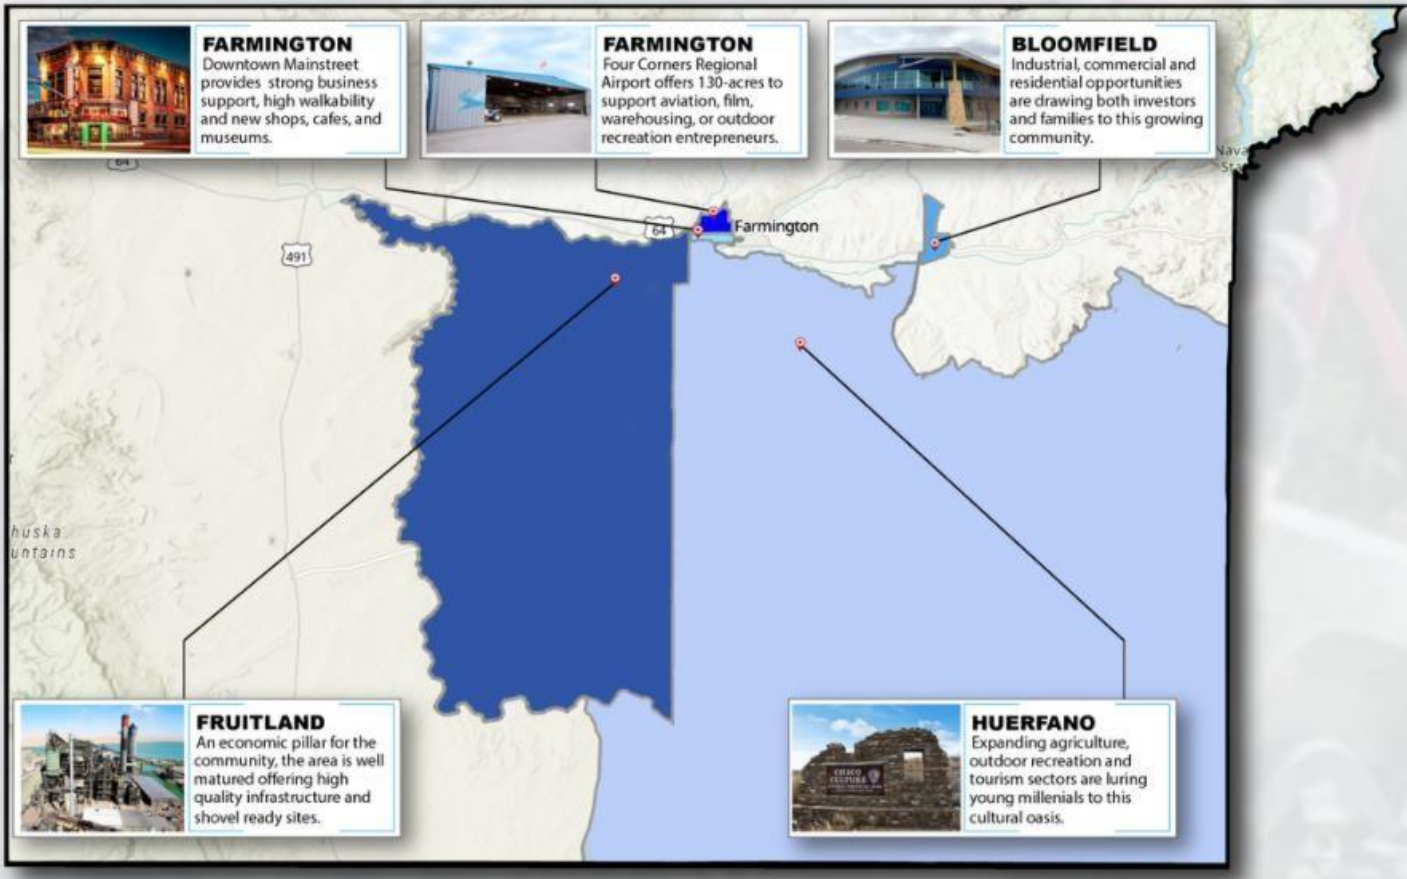 FARMINGTON
Downtown Mainstreet
provides strong business
support, high walkability
and new shops, cafes, and
museums.
FARMINGTON
Four Corners Regional
Airport offers 130-acres to
support aviation, film,
warehousing, or outdoor
recreation entrepreneurs.
BLOOMFIELD
Industrial, commercial and
residential opportunities
are drawing both investors
and families to this growing
community.
64
Nava
Sta
64
Farmington
491
huska
untains
FRUITLAND
An economic pillar for the
community, the area is well
matured offering high
quality infrastructure and
shovel ready sites.
CHACO
CULTURE
HUERFANO
Expanding agriculture,
outdoor recreation and
tourism sectors are luring
young millenials to this
cultural oasis.